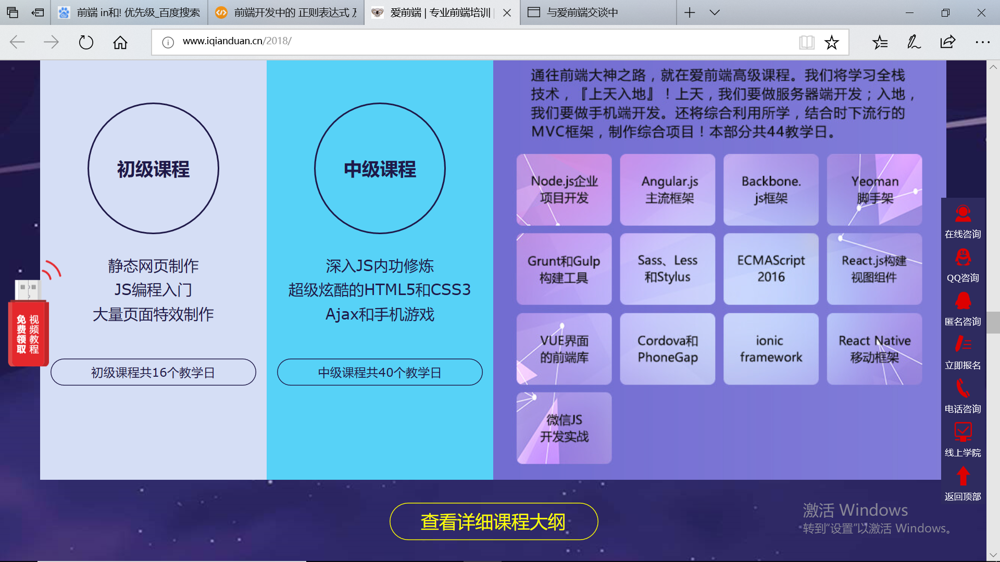 前端 in和! 优先级_百度搜索
前端开发中的 正则表达式 及
爱前端 | 专业前端培训
与爱前端交谈中
www.iqianduan.cn/2018/
初级课程
静态网页制作
JS编程入门
大量页面特效制作
初级课程共16个教学日
中级课程
深入JS内功修炼
超级炫酷的HTML5和CSS3
Ajax和手机游戏
中级课程共40个教学日
通往前端大神之路，就在爱前端高级课程。我们将学习全栈
技术，『上天入地』！上天，我们要做服务器端开发；入地，
我们要做手机端开发。还将综合利用所学，结合时下流行的
MVC框架，制作综合项目！本部分共44教学日。
Node.js企业
项目开发
Angular.js
主流框架
Backbone.
js框架
Yeoman
脚手架
Grunt和Gulp
构建工具
Sass、Less
和Stylus
ECMAScript
2016
React.js构建
视图组件
VUE界面
的前端库
Cordova和
PhoneGap
ionic
framework
React Native
移动框架
微信JS
开发实战
视频教程
免费领取
在线咨询
QQ咨询
匿名咨询
立即报名
电话咨询
线上学院
返回顶部
查看详细课程大纲
激活 Windows
转到“设置”以激活 Windows。